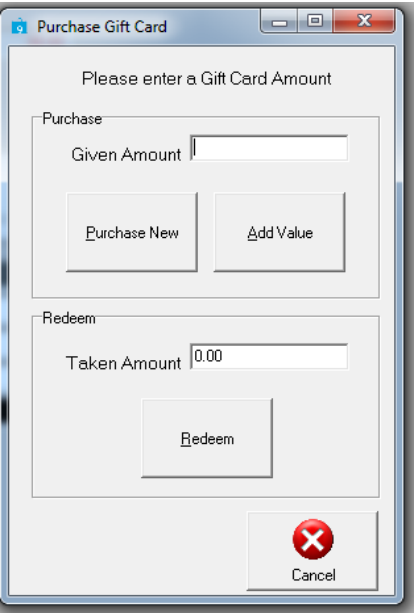 Purchase Gift Card
Please enter a Gift Card Amount
Purchase
Given Amount
Purchase New
Add Value
Redeem
Taken Amount 0.00
Redeem
Cancel